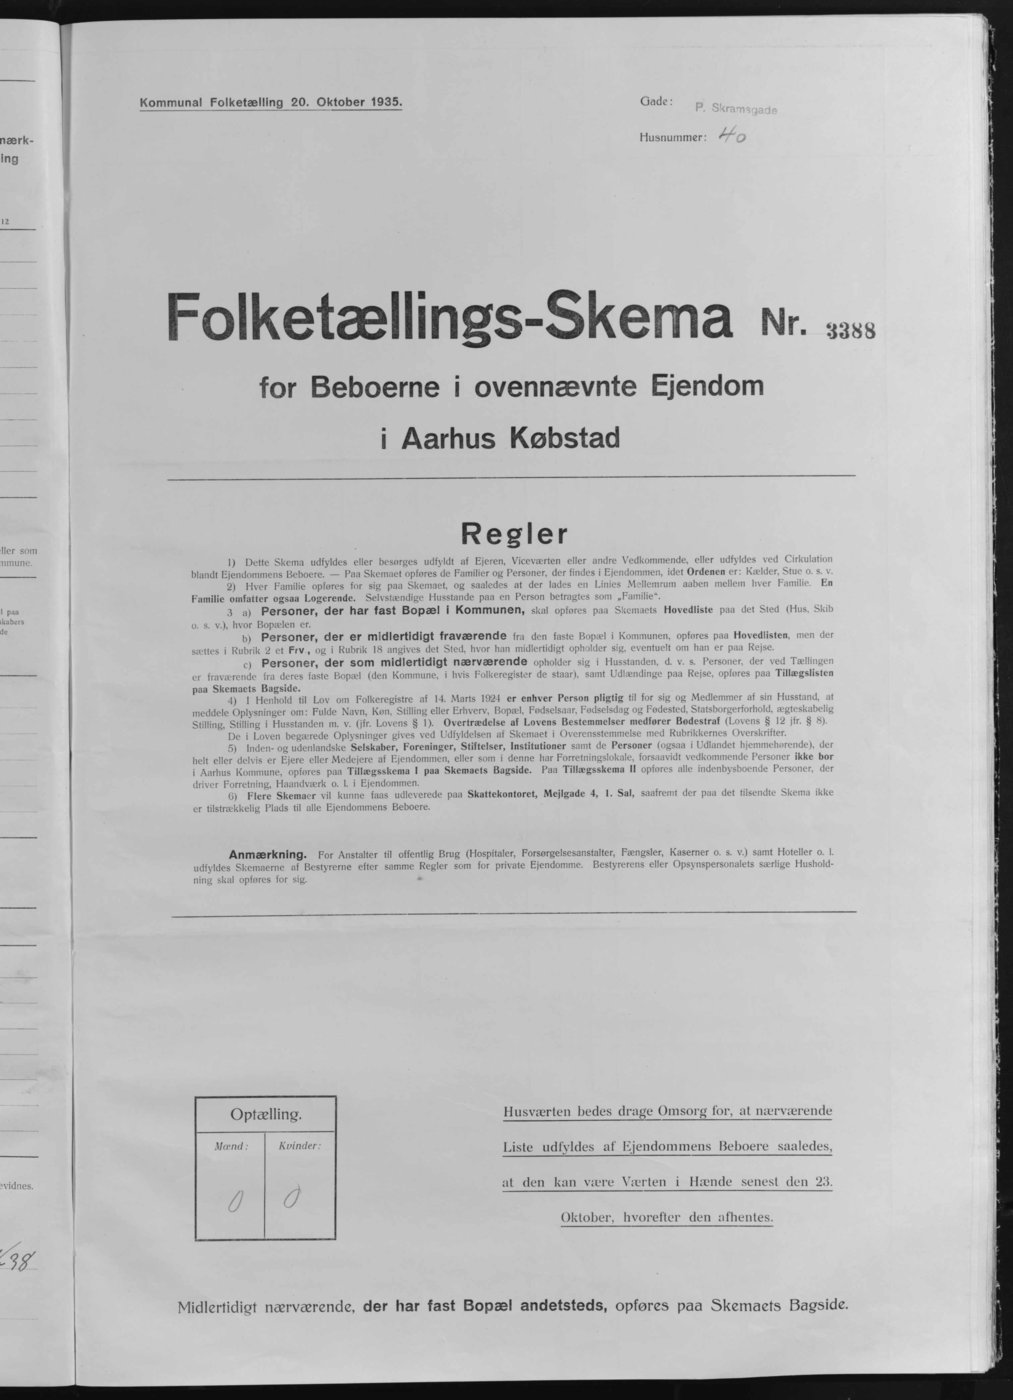 mærk-
ing
12
ller som
mmune.
l paa
skabers
de
evidnes.
38
Kommunal Folketælling 20. Oktober 1935.
Gade: P. Skramsgade
Husnummer: 40
Folketællings-Skema Nr. 3388
for Beboerne i ovennævnte Ejendom
i Aarhus Købstad
Regler
1) Dette Skema udfyldes eller besørges udfyldt af Ejeren, Viceværten eller andre Vedkommende, eller udfyldes ved Cirkulation
blandt Ejendommens Beboere. — Paa Skemaet opføres de Familier og Personer, der findes i Ejendommen, idet Ordenen er: Kælder, Stue o. s. v.
2) Hver Familie opføres for sig paa Skemaet, og saaledes at der lades en Linies Mellemrum aaben mellem hver Familie. En
Familie omfatter ogsaa Logerende. Selvstændige Husstande paa en Person betragtes som „Familie“.
3 a) Personer, der har fast Bopæl i Kommunen, skal opføres paa Skemaets Hovedliste paa det Sted (Hus, Skib
o. s. v.), hvor Bopælen er.
b) Personer, der er midlertidigt fraværende fra den faste Bopæl i Kommunen, opføres paa Hovedlisten, men der
sættes i Rubrik 2 et Frv., og i Rubrik 18 angives det Sted, hvor han midlertidigt opholder sig, eventuelt om han er paa Rejse.
c) Personer, der som midlertidigt nærværende opholder sig i Husstanden, d. v. s. Personer, der ved Tællingen
er fraværende fra deres faste Bopæl (den Kommune, i hvis Folkeregister de staar), samt Udlændinge paa Rejse, opføres paa Tillægslisten
paa Skemaets Bagside.
4) I Henhold til Lov om Folkeregistre af 14. Marts 1924 er enhver Person pligtig til for sig og Medlemmer af sin Husstand, at
meddele Oplysninger om: Fulde Navn, Køn, Stilling eller Erhverv, Bopæl, Fødselsaar, Fødselsdag og Fødested, Statsborgerforhold, ægteskabelig
Stilling, Stilling i Husstanden m. v. (jfr. Lovens § 1). Overtrædelse af Lovens Bestemmelser medfører Bødestraf (Lovens § 12 jfr. § 8).
De i Loven begærede Oplysninger gives ved Udfyldelsen af Skemaet i Overensstemmelse med Rubrikkernes Overskrifter.
5) Inden- og udenlandske Selskaber, Foreninger, Stiftelser, Institutioner samt de Personer (ogsaa i Udlandet hjemmehørende), der
helt eller delvis er Ejere eller Medejere af Ejendommen, eller som i denne har Forretningslokale, forsaavidt vedkommende Personer ikke bor
i Aarhus Kommune, opføres paa Tillægsskema I paa Skemaets Bagside. Paa Tillægsskema II opføres alle indenbysboende Personer, der
driver Forretning, Haandværk o. l. i Ejendommen.
6) Flere Skemaer vil kunne faas udleverede paa Skattekontoret, Mejlgade 4, 1. Sal, saafremt der paa det tilsendte Skema ikke
er tilstrækkelig Plads til alle Ejendommens Beboere.
Anmærkning. For Anstalter til offentlig Brug (Hospitaler, Forsørgelsesanstalter, Fængsler, Kaserner o. s. v.) samt Hoteller o. l.
udfyldes Skemaerne af Bestyrerne efter samme Regler som for private Ejendomme. Bestyrerens eller Opsynspersonalets særlige Hushold-
ning skal opføres for sig.
Optælling.
Mænd: Kvinder:
0 0
Husværten bedes drage Omsorg for, at nærværende
Liste udfyldes af Ejendommens Beboere saaledes,
at den kan være Værten i Hænde senest den 23.
Oktober, hvorefter den afhentes.
Midlertidigt nærværende, der har fast Bopæl andetsteds, opføres paa Skemaets Bagside.